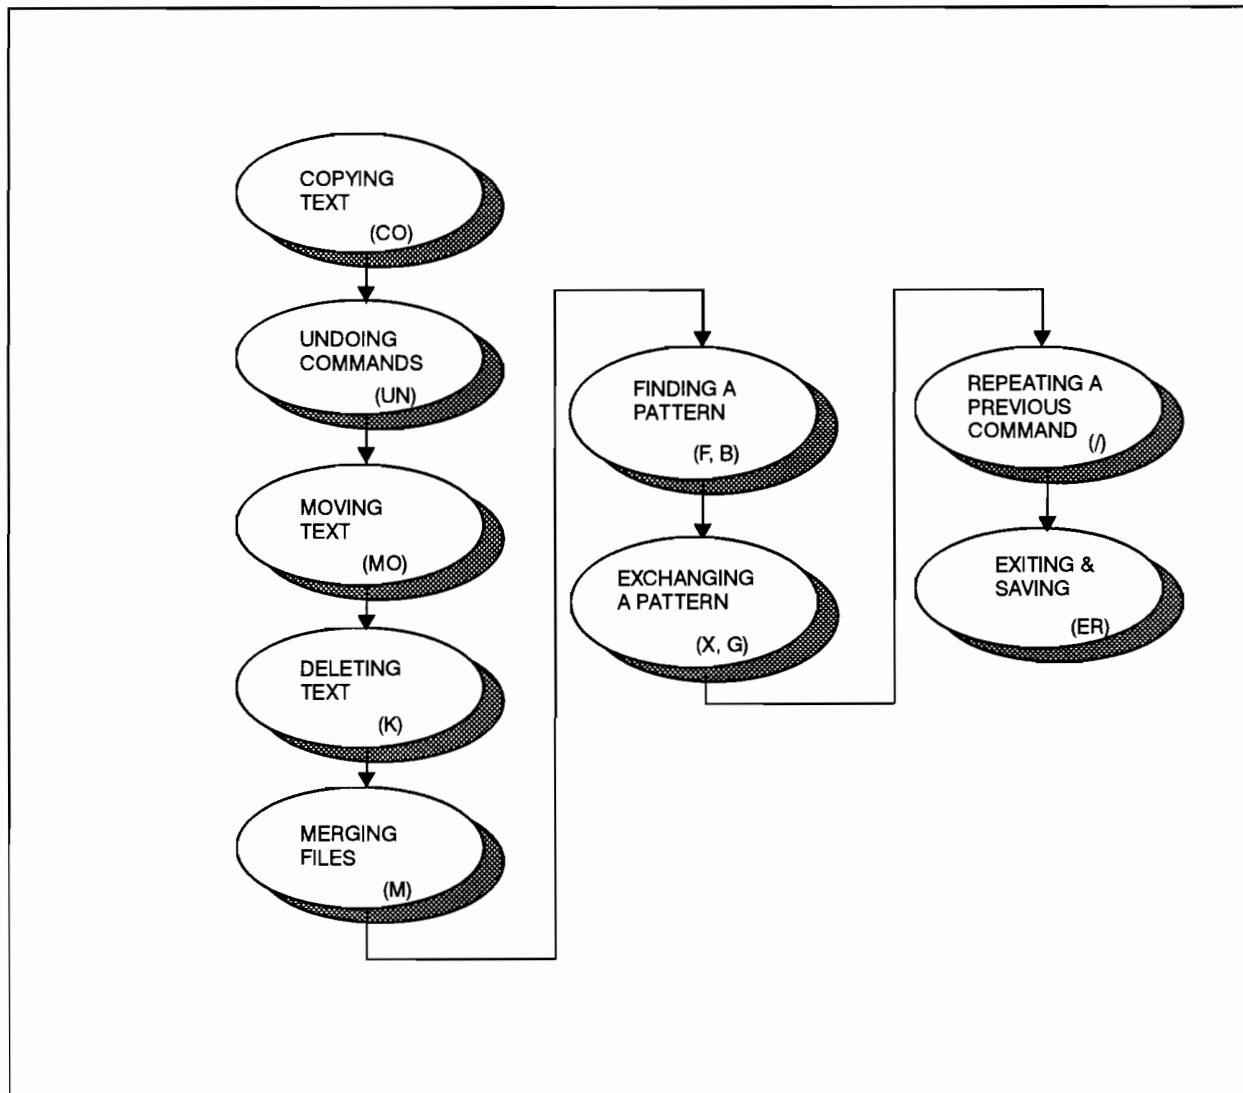 COPYING
TEXT
(CO)
UNDOING
COMMANDS
(UN)
MOVING
TEXT
(MO)
DELETING
TEXT
(K)
MERGING
FILES
(M)
FINDING A
PATTERN
(F, B)
EXCHANGING
A PATTERN
(X, G)
REPEATING A
PREVIOUS
COMMAND
(/)
EXITING &
SAVING
(ER)